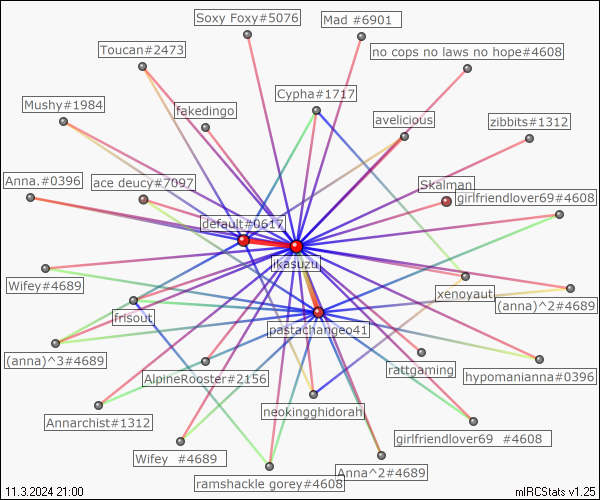 Soxy Foxy#5076
Mad #6901
Toucan#2473
no cops no laws no hope#4608
Cypha#1717
Mushy#1984
fakedingo
avelicious
zibbits#1312
Anna.#0396
ace deucy#7097
Skalman
girlfriendlover69#4608
default#0617
ikasuzu
Wifey#4689
xenoyaut
(anna)^2#4689
frisout
pastachangeo41
(anna)^3#4689
AlpineRooster#2156
rattgaming
hypomanianna#0396
neokingghidorah
Annarchist#1312
girlfriendlover69 #4608
Wifey #4689
Anna^2#4689
ramshackle gorey#4608
11.3.2024 21:00
mIRCStats v1.25